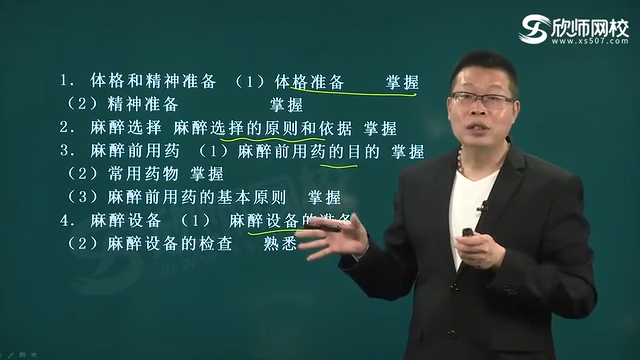 欣师网校
www.xs507.com
1. 体格和精神准备 （1）体格准备 掌握
（2）精神准备 掌握
2. 麻醉选择 麻醉选择的原则和依据 掌握
3. 麻醉前用药 （1）麻醉前用药的目的 掌握
（2）常用药物 掌握
（3）麻醉前用药的基本原则 掌握
4. 麻醉设备 （1） 麻醉设备的准备
（2）麻醉设备的检查 熟悉